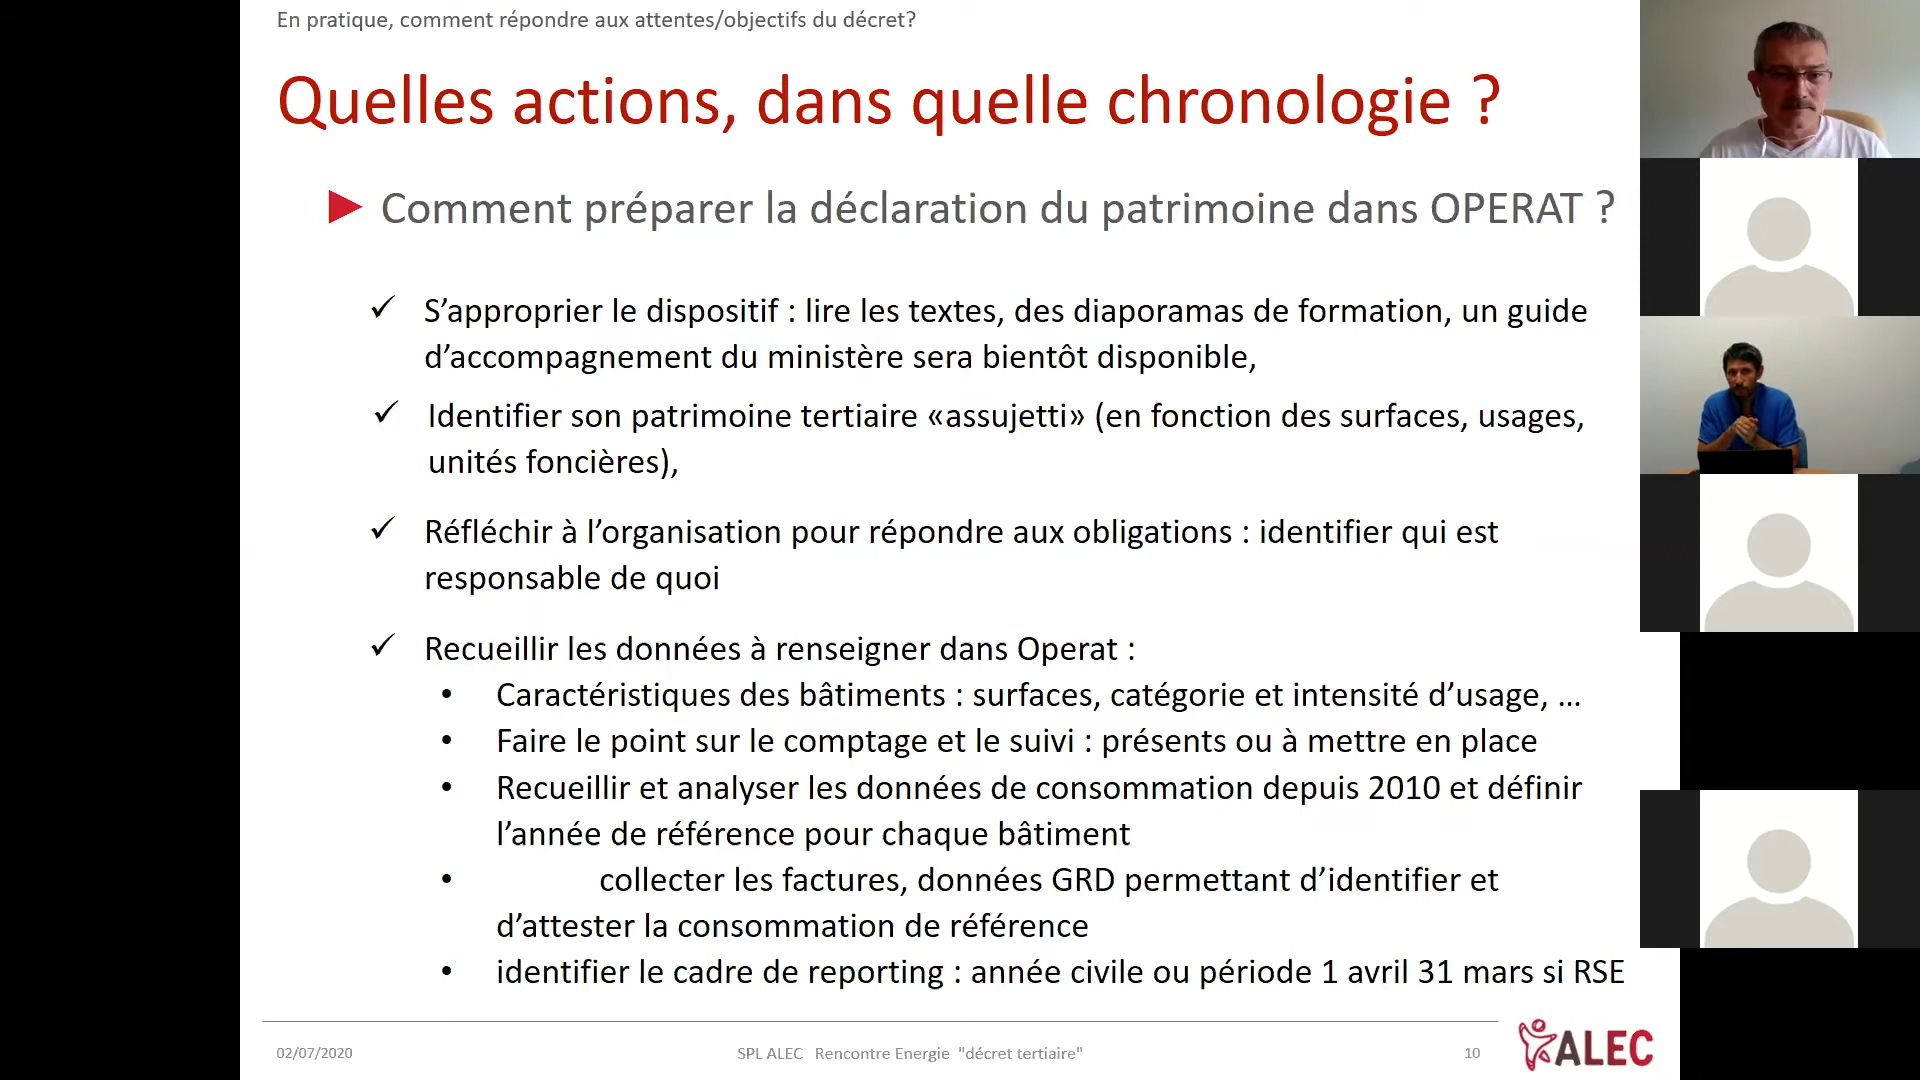 En pratique, comment répondre aux attentes/objectifs du décret?
Quelles actions, dans quelle chronologie ?
Comment préparer la déclaration du patrimoine dans OPERAT ?
✓ S’approprier le dispositif : lire les textes, des diaporamas de formation, un guide
d’accompagnement du ministère sera bientôt disponible,
✓ Identifier son patrimoine tertiaire «assujetti» (en fonction des surfaces, usages,
unités foncières),
✓ Réfléchir à l’organisation pour répondre aux obligations : identifier qui est
responsable de quoi
✓ Recueillir les données à renseigner dans Operat :
• Caractéristiques des bâtiments : surfaces, catégorie et intensité d’usage, ...
• Faire le point sur le comptage et le suivi : présents ou à mettre en place
• Recueillir et analyser les données de consommation depuis 2010 et définir
l’année de référence pour chaque bâtiment
• collecter les factures, données GRD permettant d’identifier et
d’attester la consommation de référence
• identifier le cadre de reporting : année civile ou période 1 avril 31 mars si RSE
02/07/2020
SPL ALEC Rencontre Energie "décret tertiaire"
10
ALEC